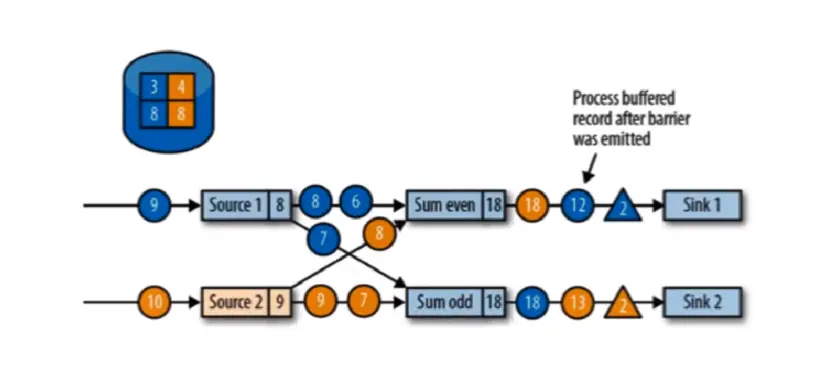 3 4
8 8
Process buffered
record after barrier
was emitted
9 Source 1 8 8 6 Sum even 18 18 12 2 Sink 1
7 8
10 Source 2 9 9 7 Sum odd 18 18 13 2 Sink 2